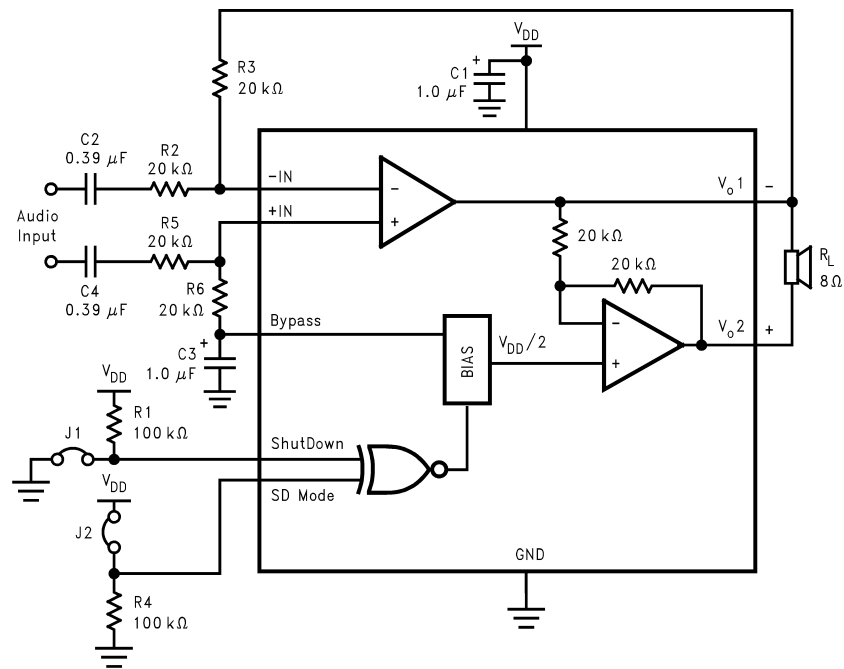 V_DD
R3
20 kΩ
+
C1
1.0 μF
C2
0.39 μF
R2
20 kΩ
-IN
−
Vo1
−
+IN
+
Audio
Input
R5
20 kΩ
20 kΩ
20 kΩ
R_L
8Ω
C4
0.39 μF
R6
20 kΩ
Bypass
−
Vo2
+
+
C3
1.0 μF
BIAS
V_DD/2
+
V_DD
R1
100 kΩ
J1
ShutDown
V_DD
SD Mode
J2
GND
R4
100 kΩ